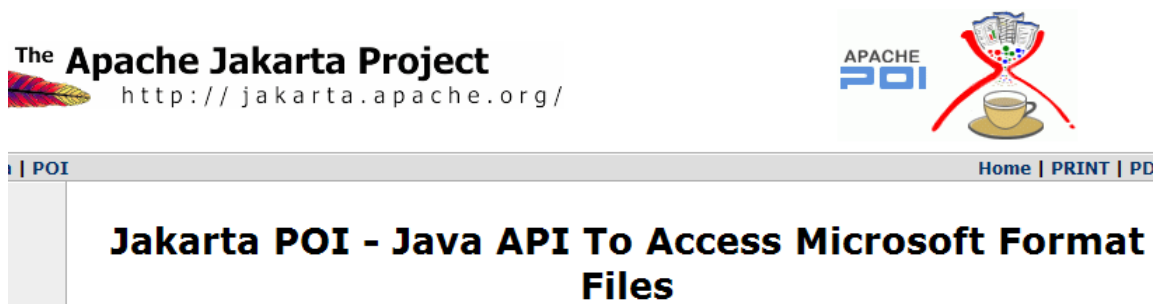 The Apache Jakarta Project
http://jakarta.apache.org/
APACHE
POI
| POI
Home | PRINT | PD
Jakarta POI - Java API To Access Microsoft Format
Files